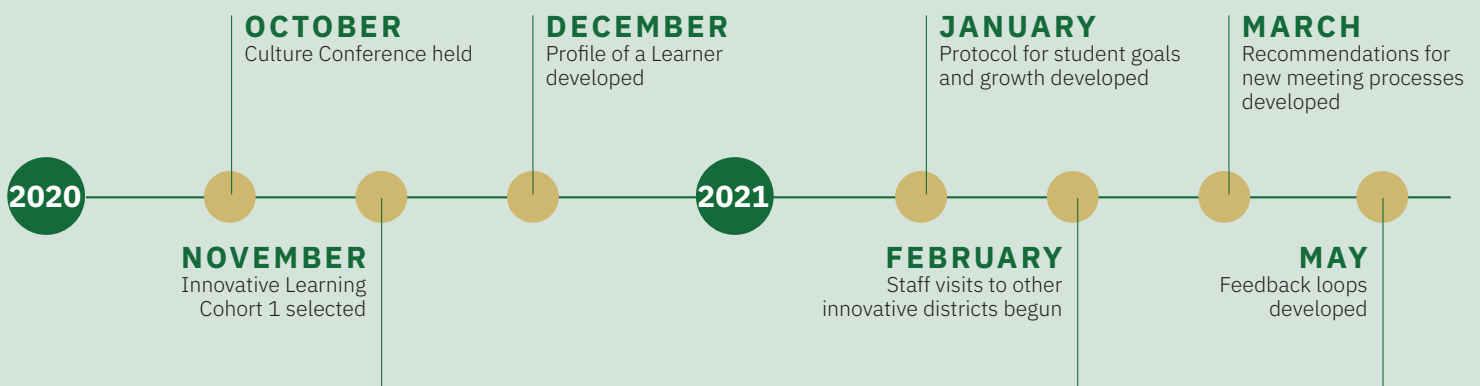 OCTOBER
Culture Conference held
DECEMBER
Profile of a Learner
developed
JANUARY
Protocol for student goals
and growth developed
MARCH
Recommendations for
new meeting processes
developed
2020
2021
NOVEMBER
Innovative Learning
Cohort 1 selected
FEBRUARY
Staff visits to other
innovative districts begun
MAY
Feedback loops
developed